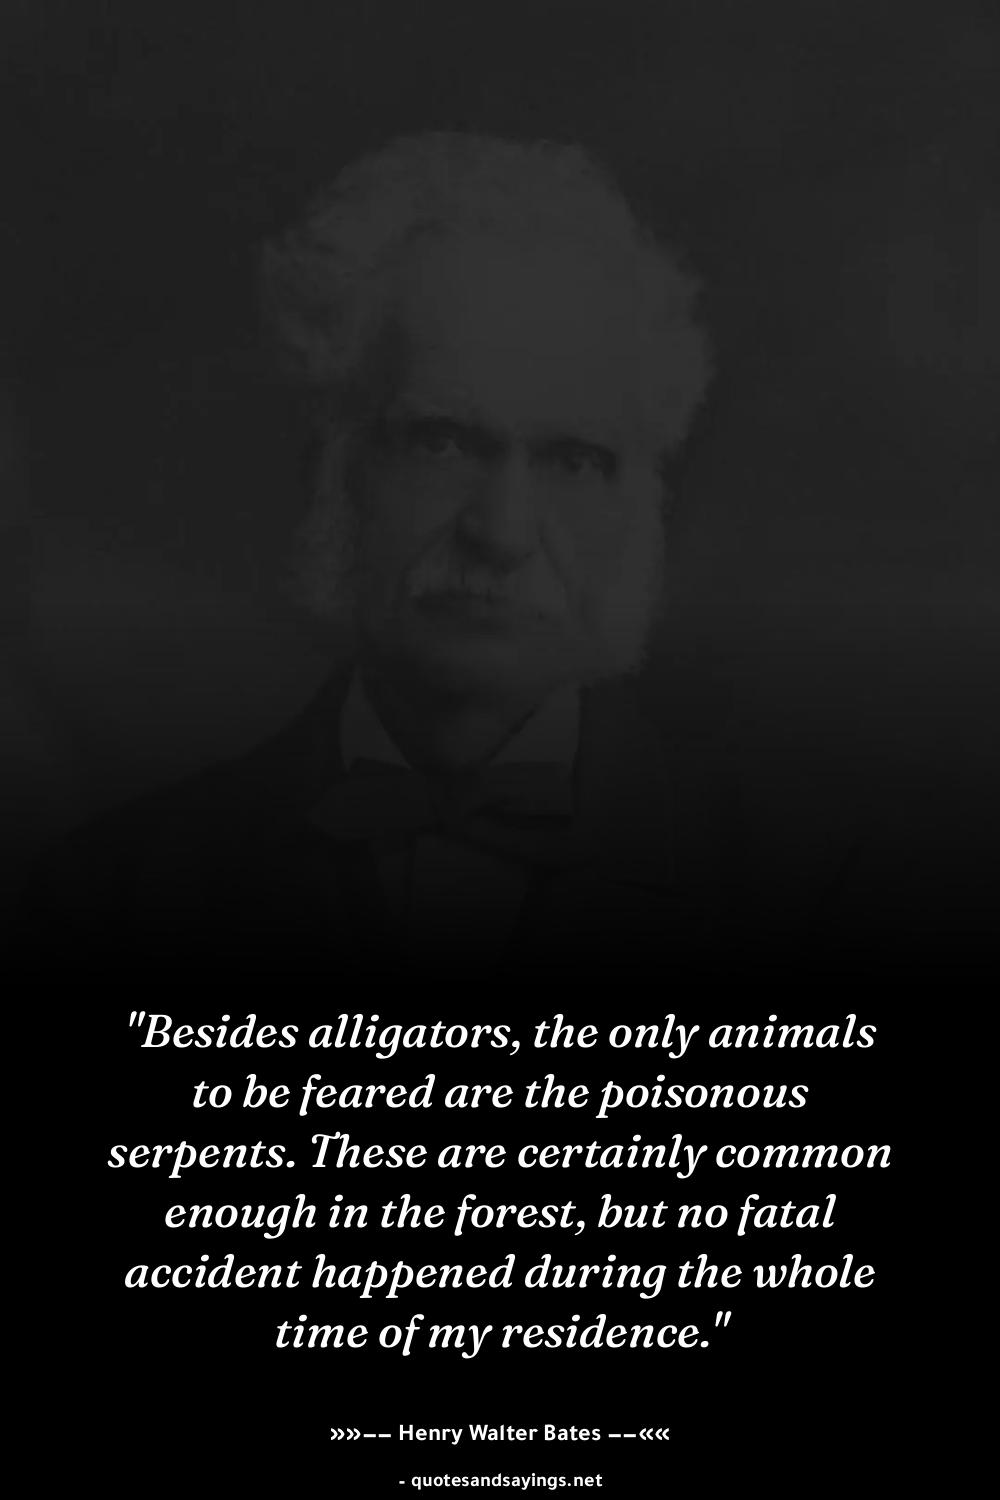 "Besides alligators, the only animals
to be feared are the poisonous
serpents. These are certainly common
enough in the forest, but no fatal
accident happened during the whole
time of my residence."
»»−− Henry Walter Bates −−««
- quotesandsayings.net